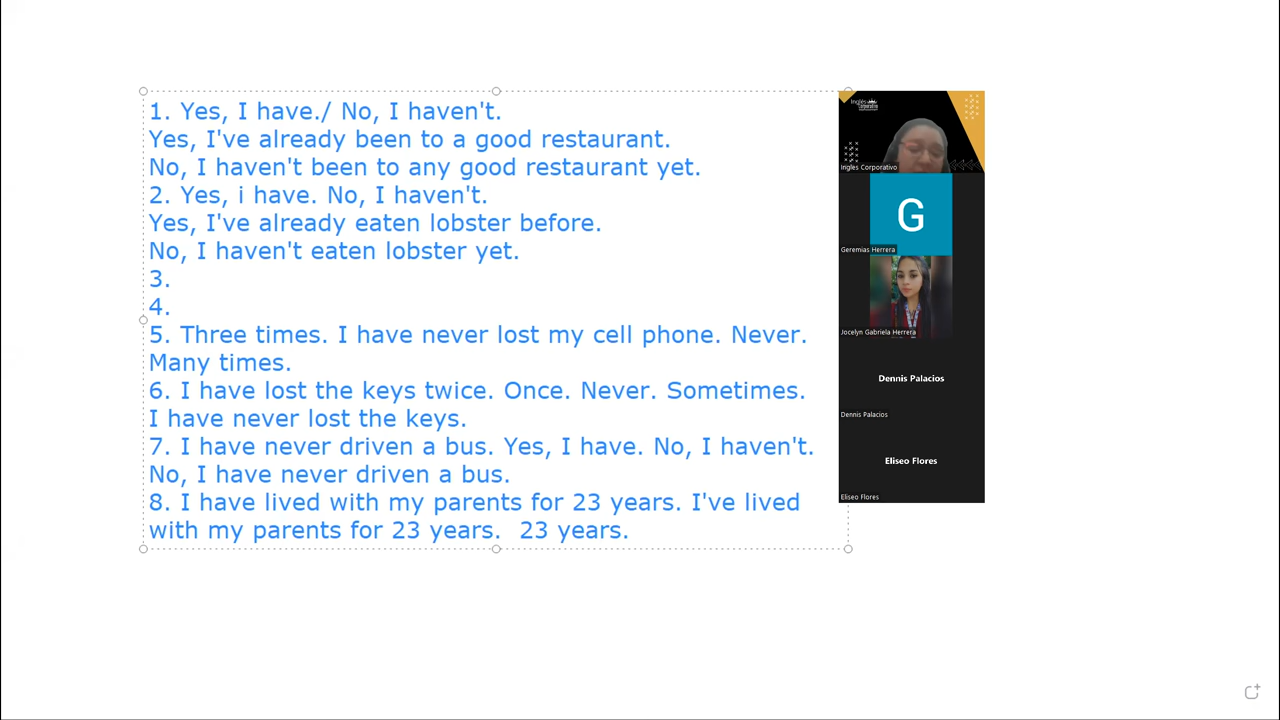 1. Yes, I have./ No, I haven't.
Yes, I've already been to a good restaurant.
No, I haven't been to any good restaurant yet.
2. Yes, i have. No, I haven't.
Yes, I've already eaten lobster before.
No, I haven't eaten lobster yet.
3.
4.
5. Three times. I have never lost my cell phone. Never.
Many times.
6. I have lost the keys twice. Once. Never. Sometimes.
I have never lost the keys.
7. I have never driven a bus. Yes, I have. No, I haven't.
No, I have never driven a bus.
8. I have lived with my parents for 23 years. I've lived
with my parents for 23 years.  23 years.
Inglés
Corporativo
Ingles Corporativo
G
Geremias Herrera
Jocelyn Gabriela Herrera
Dennis Palacios
Dennis Palacios
Eliseo Flores
Eliseo Flores